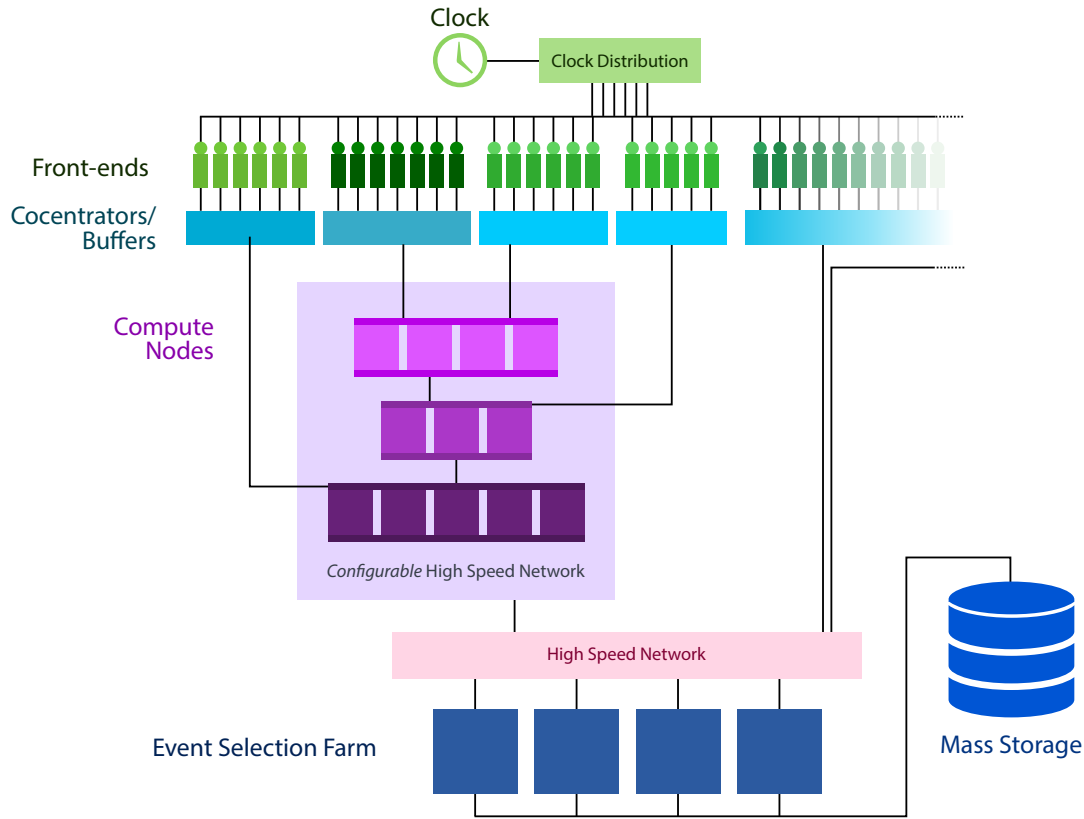 Clock
Clock Distribution
Front-ends
Cocentrators/
Buffers
Compute
Nodes
Configurable High Speed Network
High Speed Network
Event Selection Farm
Mass Storage